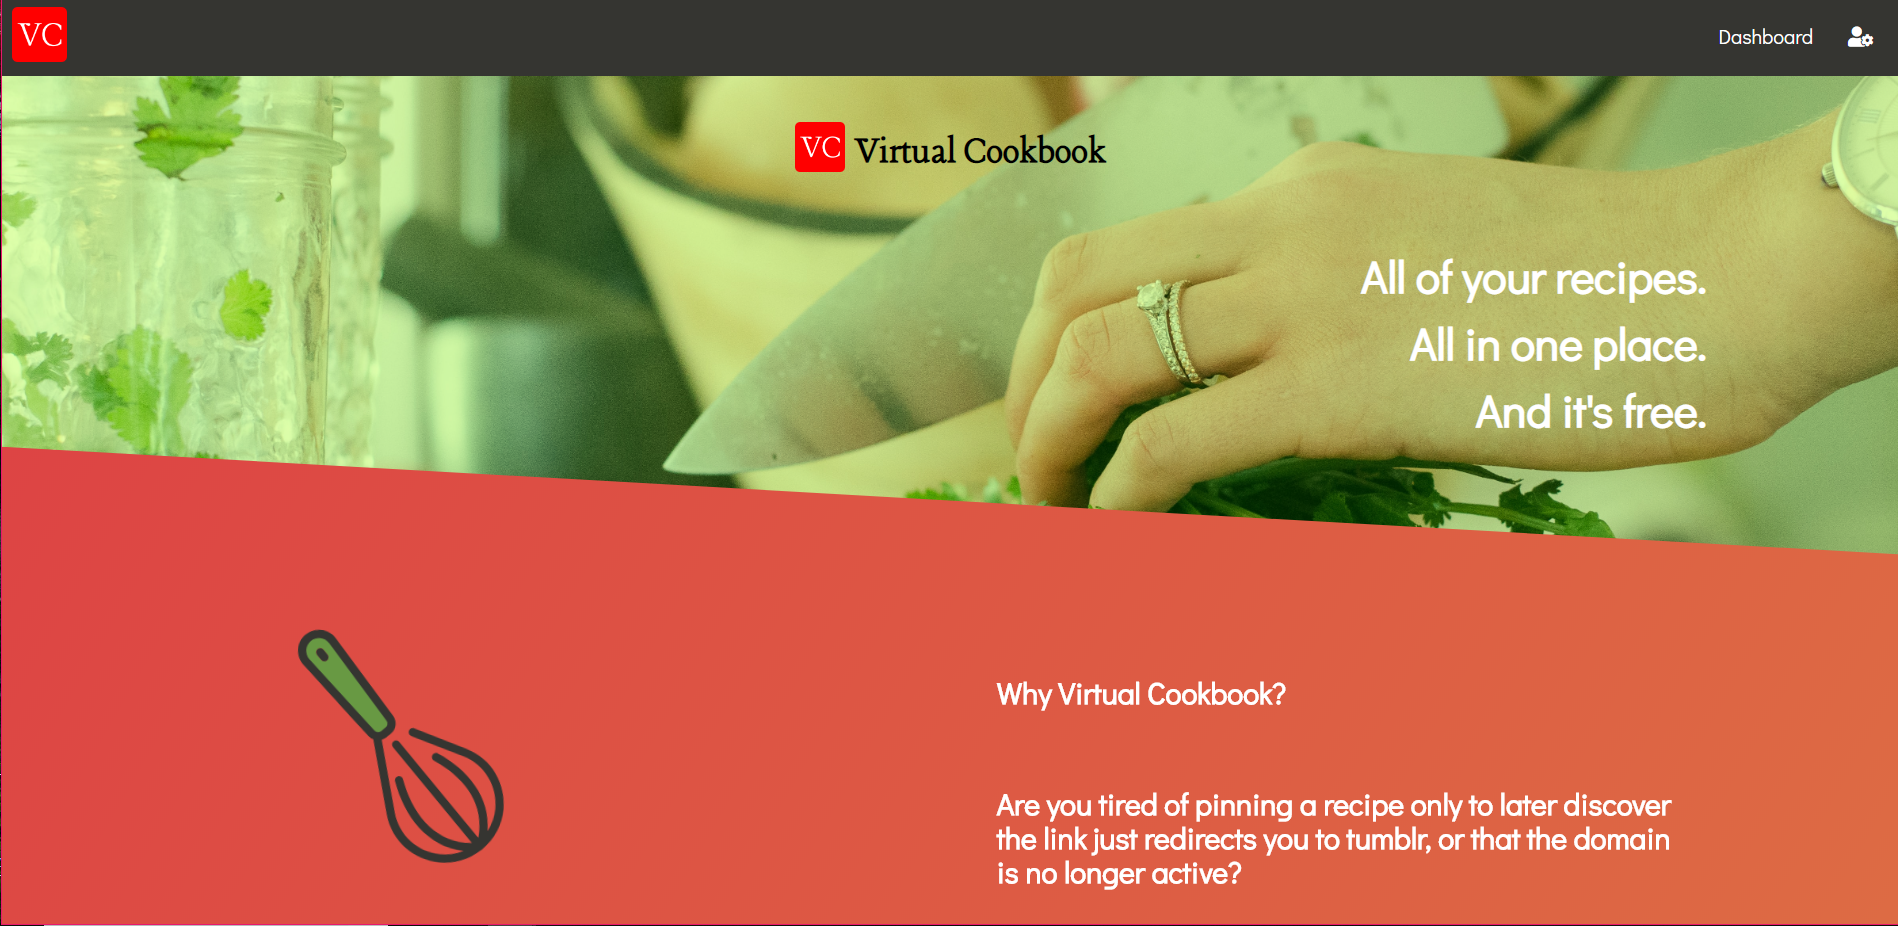 VC
Dashboard
VC Virtual Cookbook
All of your recipes.
All in one place.
And it's free.
Why Virtual Cookbook?
Are you tired of pinning a recipe only to later discover
the link just redirects you to tumblr, or that the domain
is no longer active?